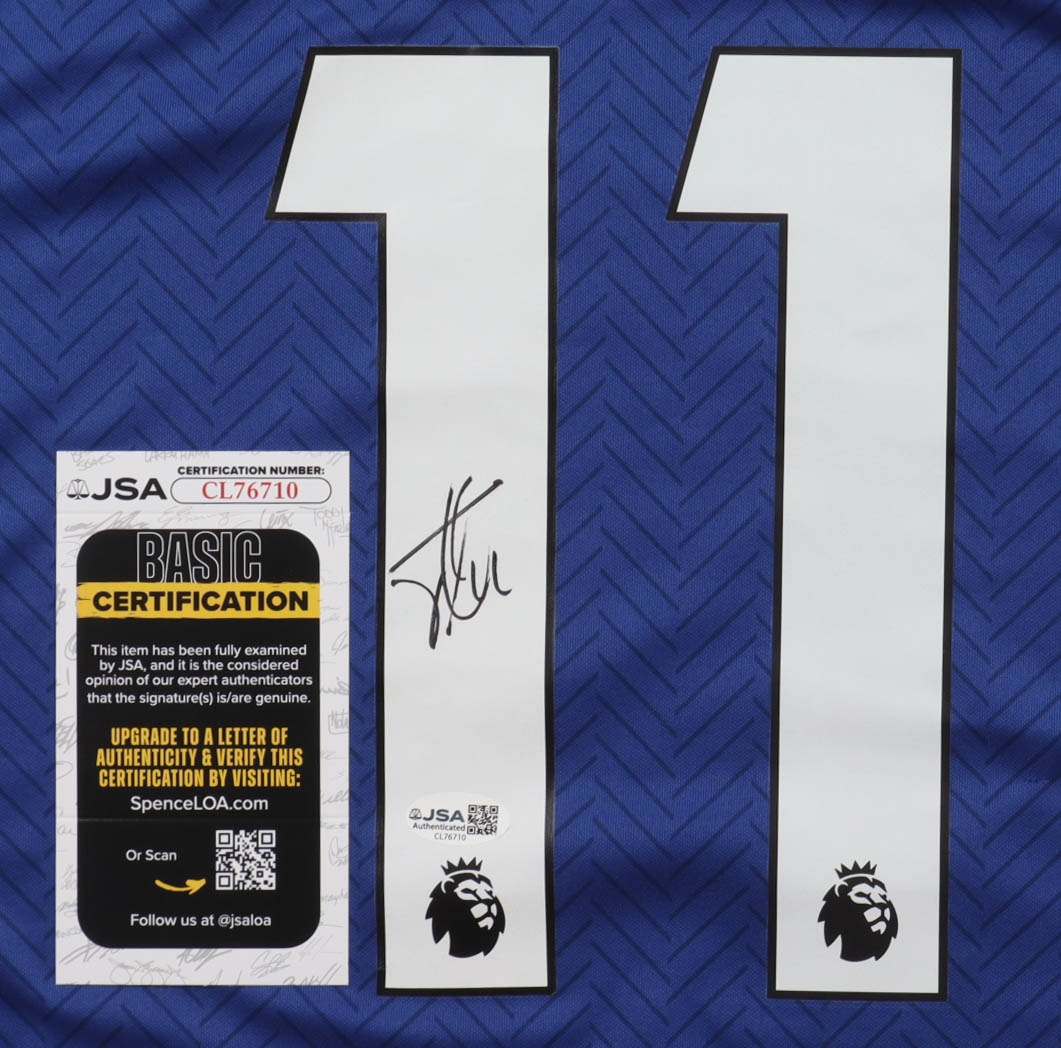 11
CERTIFICATION NUMBER:
JSA CL76710
BASIC
CERTIFICATION
This item has been fully examined
by JSA, and it is the considered
opinion of our expert authenticators
that the signature(s) is/are genuine.
UPGRADE TO A LETTER OF
AUTHENTICITY & VERIFY THIS
CERTIFICATION BY VISITING:
SpenceLOA.com
Or Scan
Follow us at @jsaloa
JSA
Authenticated
CL76710